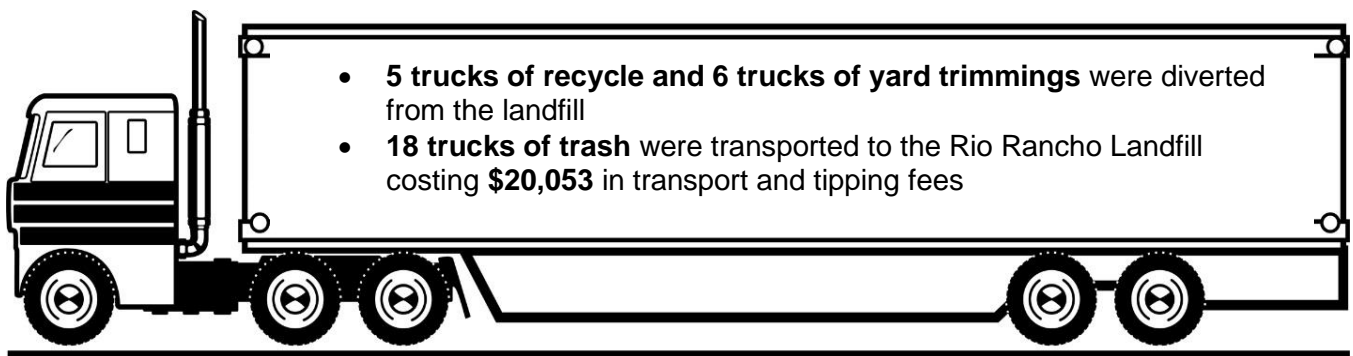 • 5 trucks of recycle and 6 trucks of yard trimmings were diverted
from the landfill
• 18 trucks of trash were transported to the Rio Rancho Landfill
costing $20,053 in transport and tipping fees